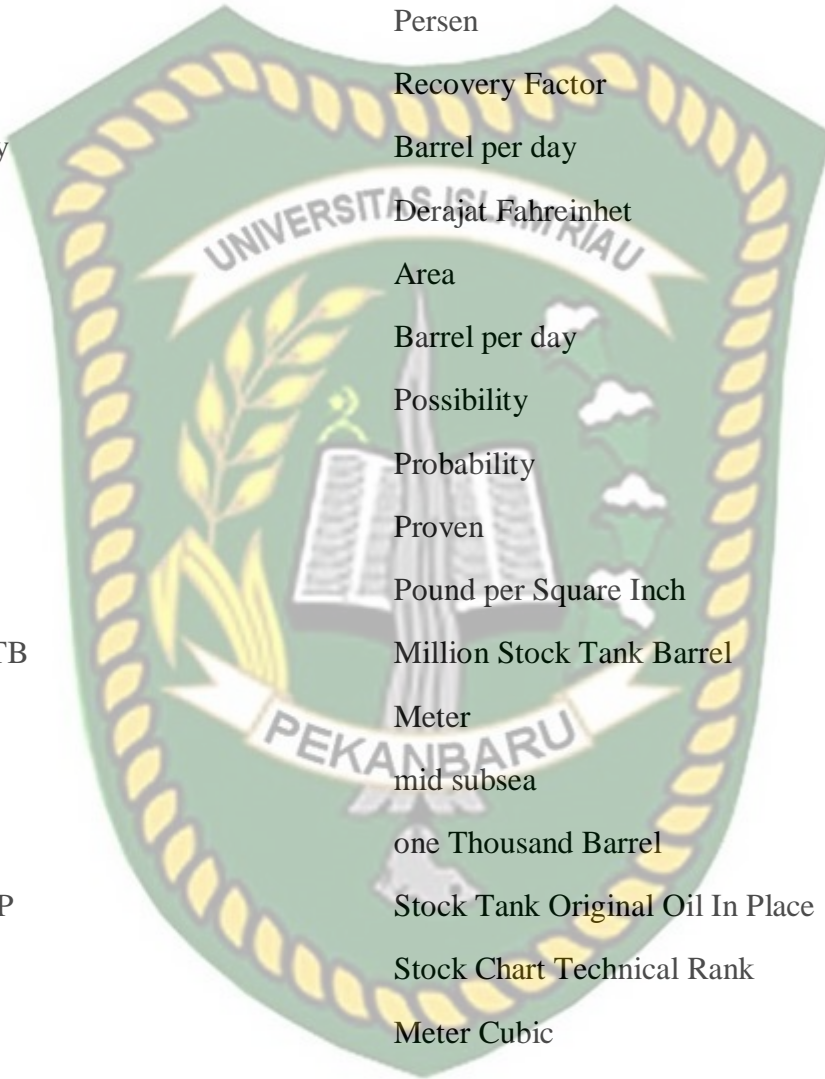 Persen
Recovery Factor
y Barrel per day
UNIVERSITAS ISLAM RIAU
Derajat Fahreinhet
Area
Barrel per day
Possibility
Probability
Proven
Pound per Square Inch
TB Million Stock Tank Barrel
Meter
PEKANBARU
mid subsea
one Thousand Barrel
P Stock Tank Original Oil In Place
Stock Chart Technical Rank
Meter Cubic